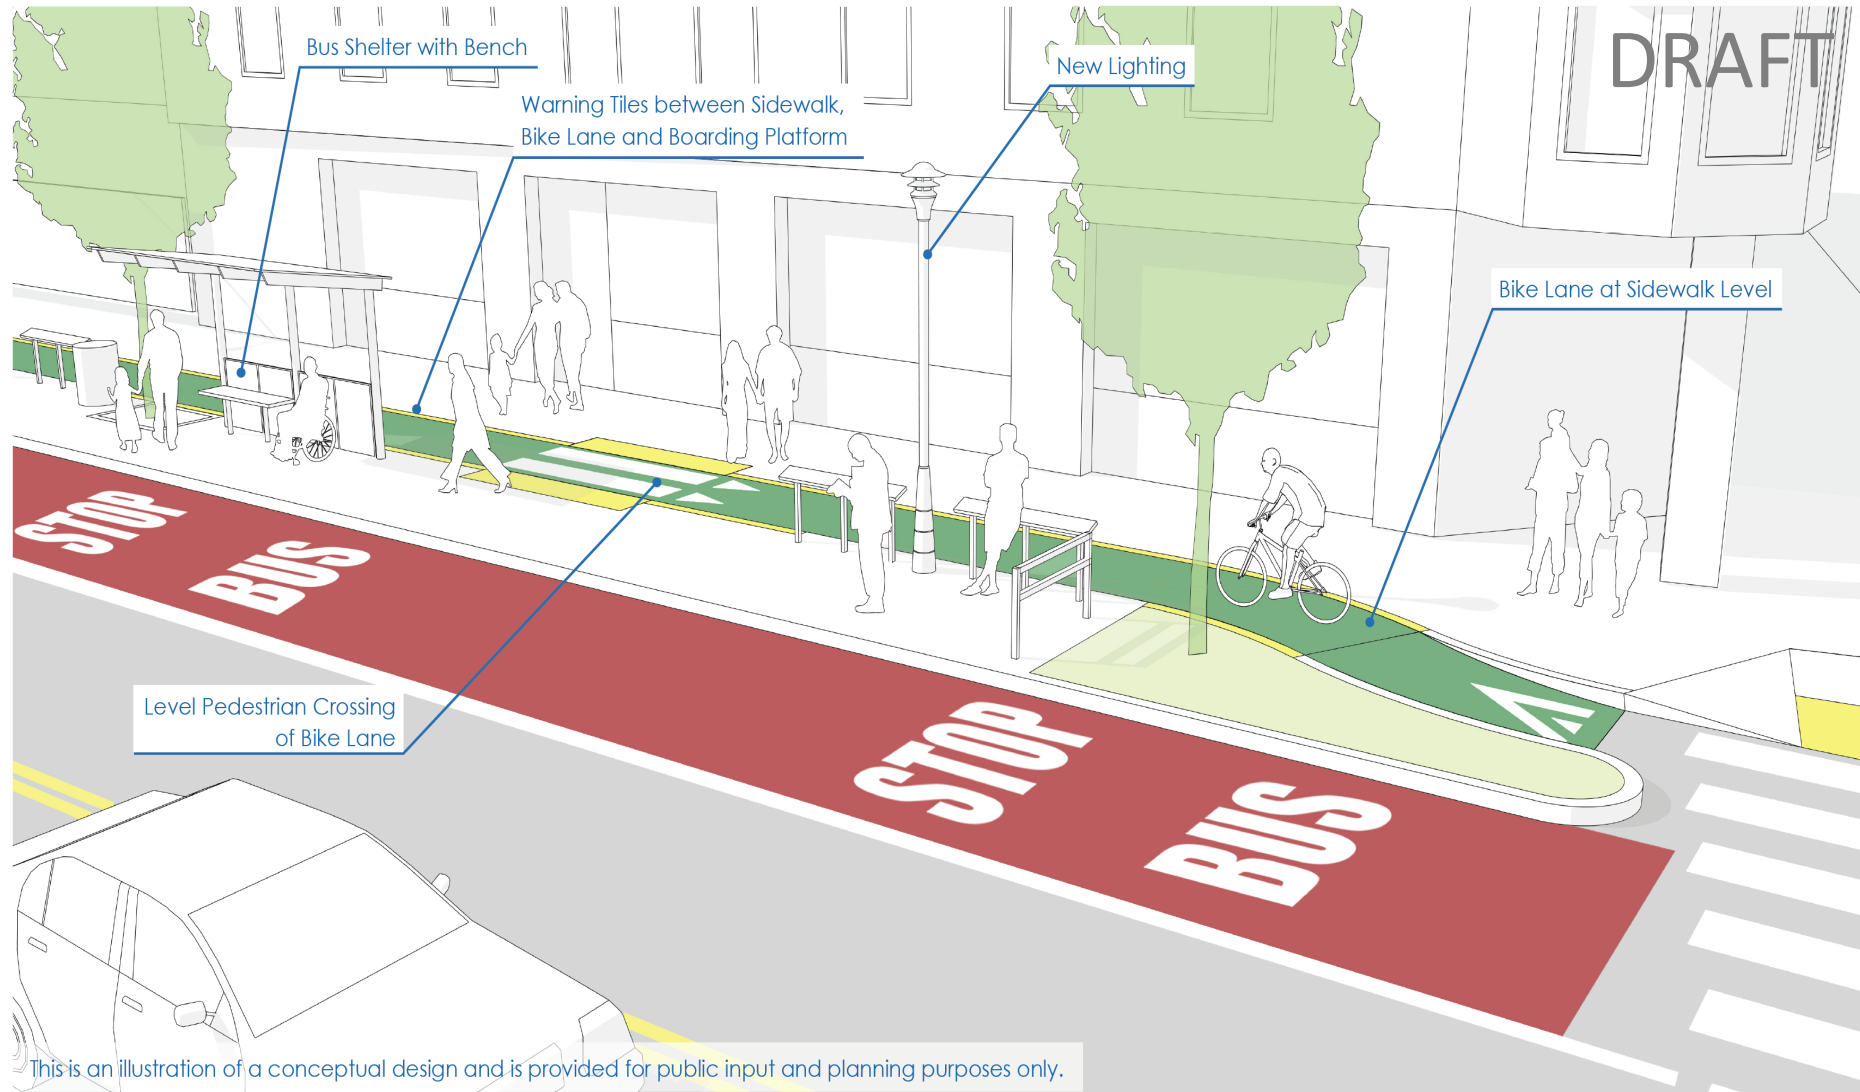 DRAFT
Bus Shelter with Bench
New Lighting
Warning Tiles between Sidewalk,
Bike Lane and Boarding Platform
Bike Lane at Sidewalk Level
STOP
BUS
Level Pedestrian Crossing
of Bike Lane
STOP
BUS
This is an illustration of a conceptual design and is provided for public input and planning purposes only.